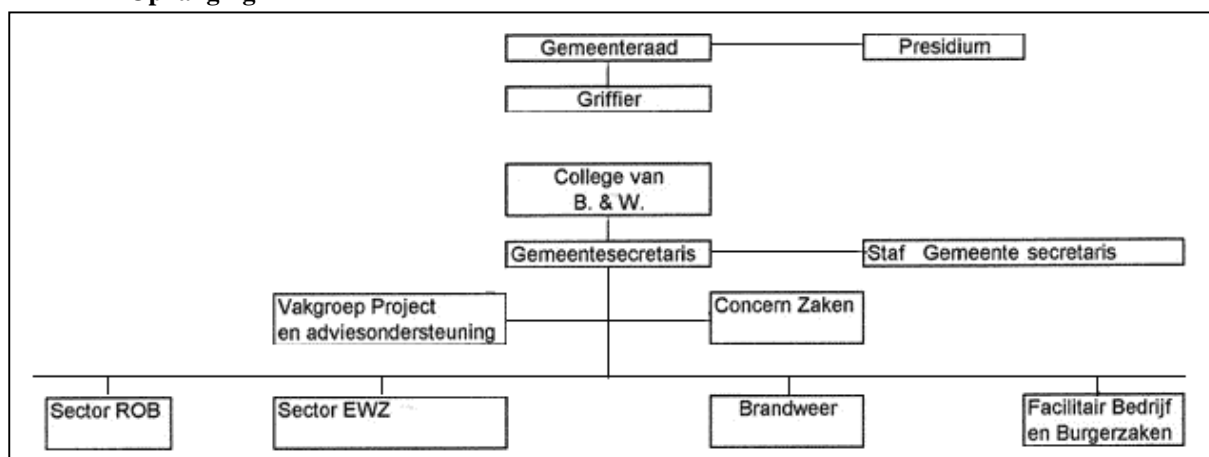 Gemeenteraad
Presidium
Griffier
College van
B. & W.
Gemeentesecretaris
Staf Gemeente secretaris
Vakgroep Project
en adviesondersteuning
Concern Zaken
Sector ROB
Sector EWZ
Brandweer
Facilitair Bedrijf
en Burgerzaken